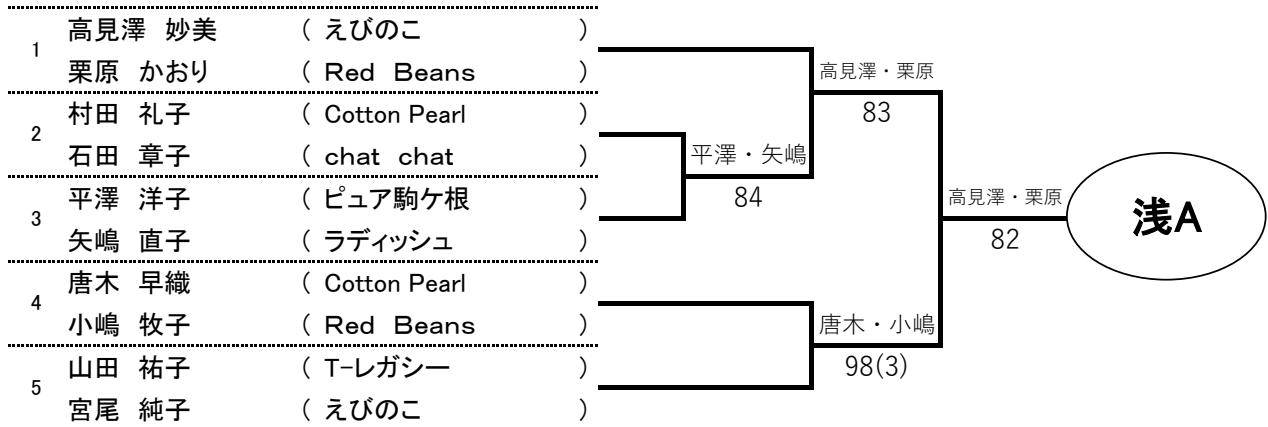 1
高見澤 妙美 ( えびのこ )
栗原 かおり ( Red Beans )
2
村田 礼子 ( Cotton Pearl )
石田 章子 ( chat chat )
3
平澤 洋子 ( ピュア駒ケ根 )
矢嶋 直子 ( ラディッシュ )
4
唐木 早織 ( Cotton Pearl )
小嶋 牧子 ( Red Beans )
5
山田 祐子 ( T-レガシー )
宮尾 純子 ( えびのこ )
平澤・矢嶋
84
高見澤・栗原
83
唐木・小嶋
98(3)
高見澤・栗原
82
浅A